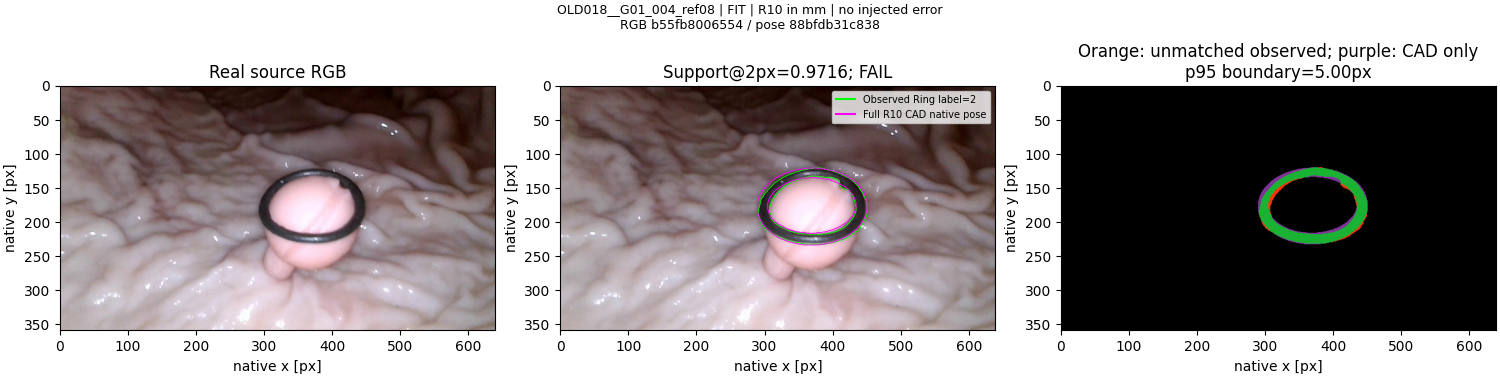 OLD018__G01_004_ref08 | FIT | R10 in mm | no injected error
RGB b55fb8006554 / pose 88bfdb31c838
Real source RGB
0
50
100
150
200
250
300
350
native y [px]
0 100 200 300 400 500 600
native x [px]
Support@2px=0.9716; FAIL
Observed Ring label=2
Full R10 CAD native pose
0
50
100
150
200
250
300
350
native y [px]
0 100 200 300 400 500 600
native x [px]
Orange: unmatched observed; purple: CAD only
p95 boundary=5.00px
0
50
100
150
200
250
300
350
native y [px]
0 100 200 300 400 500 600
native x [px]